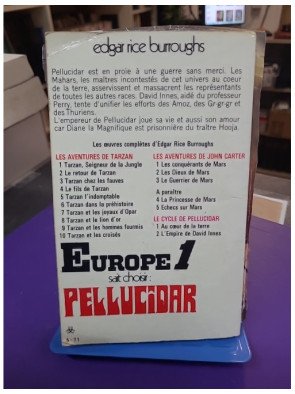 edgar rice burroughs
Pellucidar est en proie à une guerre sans merci. Les
Mahars, les maîtres incontestés de cet univers au coeur
de la terre, asservissent et massacrent les représentants
de toutes les autres races. David Innes, aidé du professeur
Perry, tente d'unifier les efforts des Amoz, des Gr-gr-gr et
des Thuriens.
L'empereur de Pellucidar joue sa vie et aussi son amour
car Diane la Magnifique est prisonnière du traître Hooja.
Les œuvres complètes d'Edgar Rice Burroughs
LES AVENTURES DE TARZAN
1 Tarzan, Seigneur de la Jungle
2 Le retour de Tarzan
3 Tarzan chez les fauves
4 Le fils de Tarzan
5 Tarzan l'indomptable
6 Tarzan dans la préhistoire
7 Tarzan et les joyaux d'Opar
8 Tarzan et le lion d'or
9 Tarzan et les hommes fourmis
10 Tarzan et les croisés
LES AVENTURES DE JOHN CARTER
1 Les conquérants de Mars
2 Les Dieux de Mars
3 Le Guerrier de Mars
A paraître
4 La Princesse de Mars
5 Echecs sur Mars
LE CYCLE DE PELLUCIDAR
1 Au cœur de la terre
2 L'Empire de David Innes
EUROPE 1
sait choisir :
PELLUCIDAR